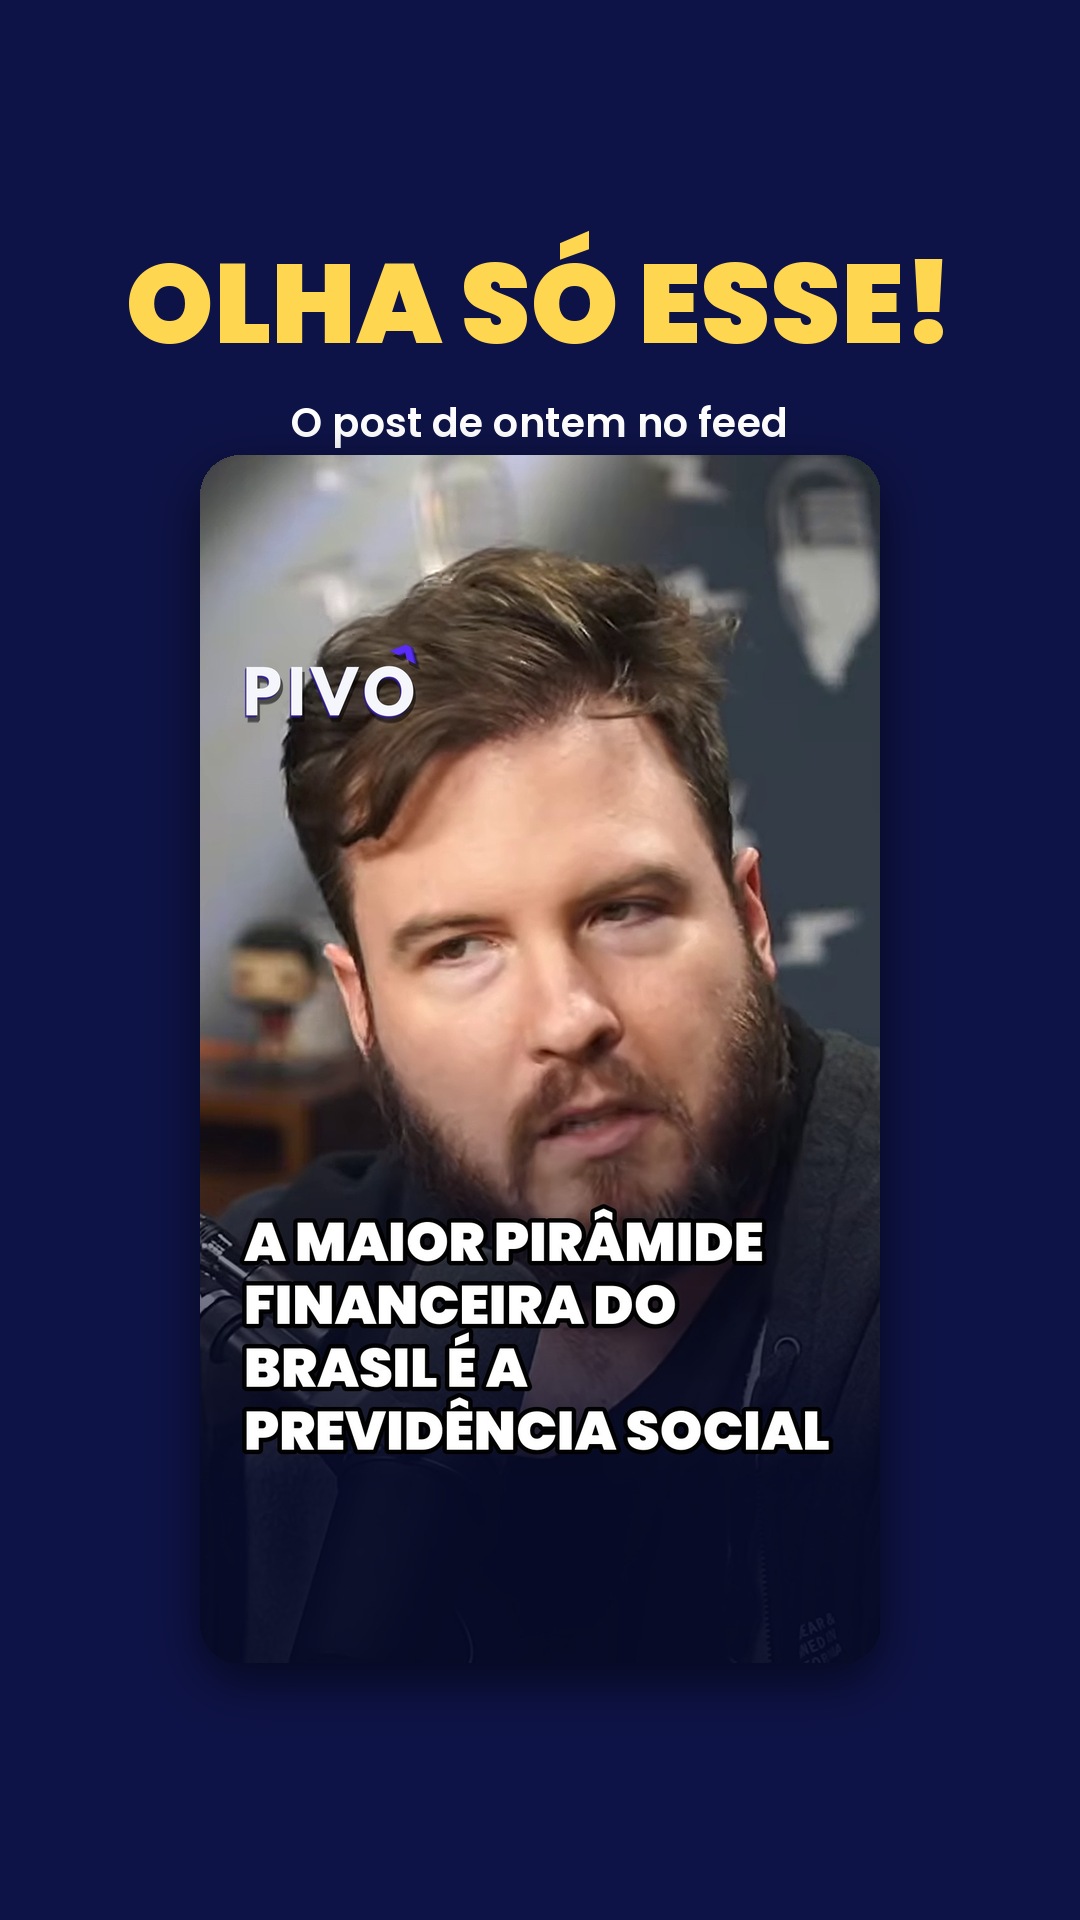 OLHA SÓ ESSE!
O post de ontem no feed
PIVÔ
A MAIOR PIRÂMIDE
FINANCEIRA DO
BRASIL É A
PREVIDÊNCIA SOCIAL